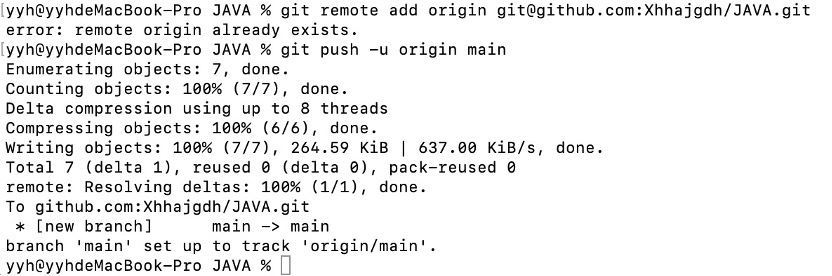 [yyh@yyhdeMacBook-Pro JAVA % git remote add origin git@github.com:Xhhajgdh/JAVA.git
error: remote origin already exists.
[yyh@yyhdeMacBook-Pro JAVA % git push -u origin main
Enumerating objects: 7, done.
Counting objects: 100% (7/7), done.
Delta compression using up to 8 threads
Compressing objects: 100% (6/6), done.
Writing objects: 100% (7/7), 264.59 KiB | 637.00 KiB/s, done.
Total 7 (delta 1), reused 0 (delta 0), pack-reused 0
remote: Resolving deltas: 100% (1/1), done.
To github.com:Xhhajgdh/JAVA.git
 * [new branch]      main -> main
branch 'main' set up to track 'origin/main'.
yyh@yyhdeMacBook-Pro JAVA %